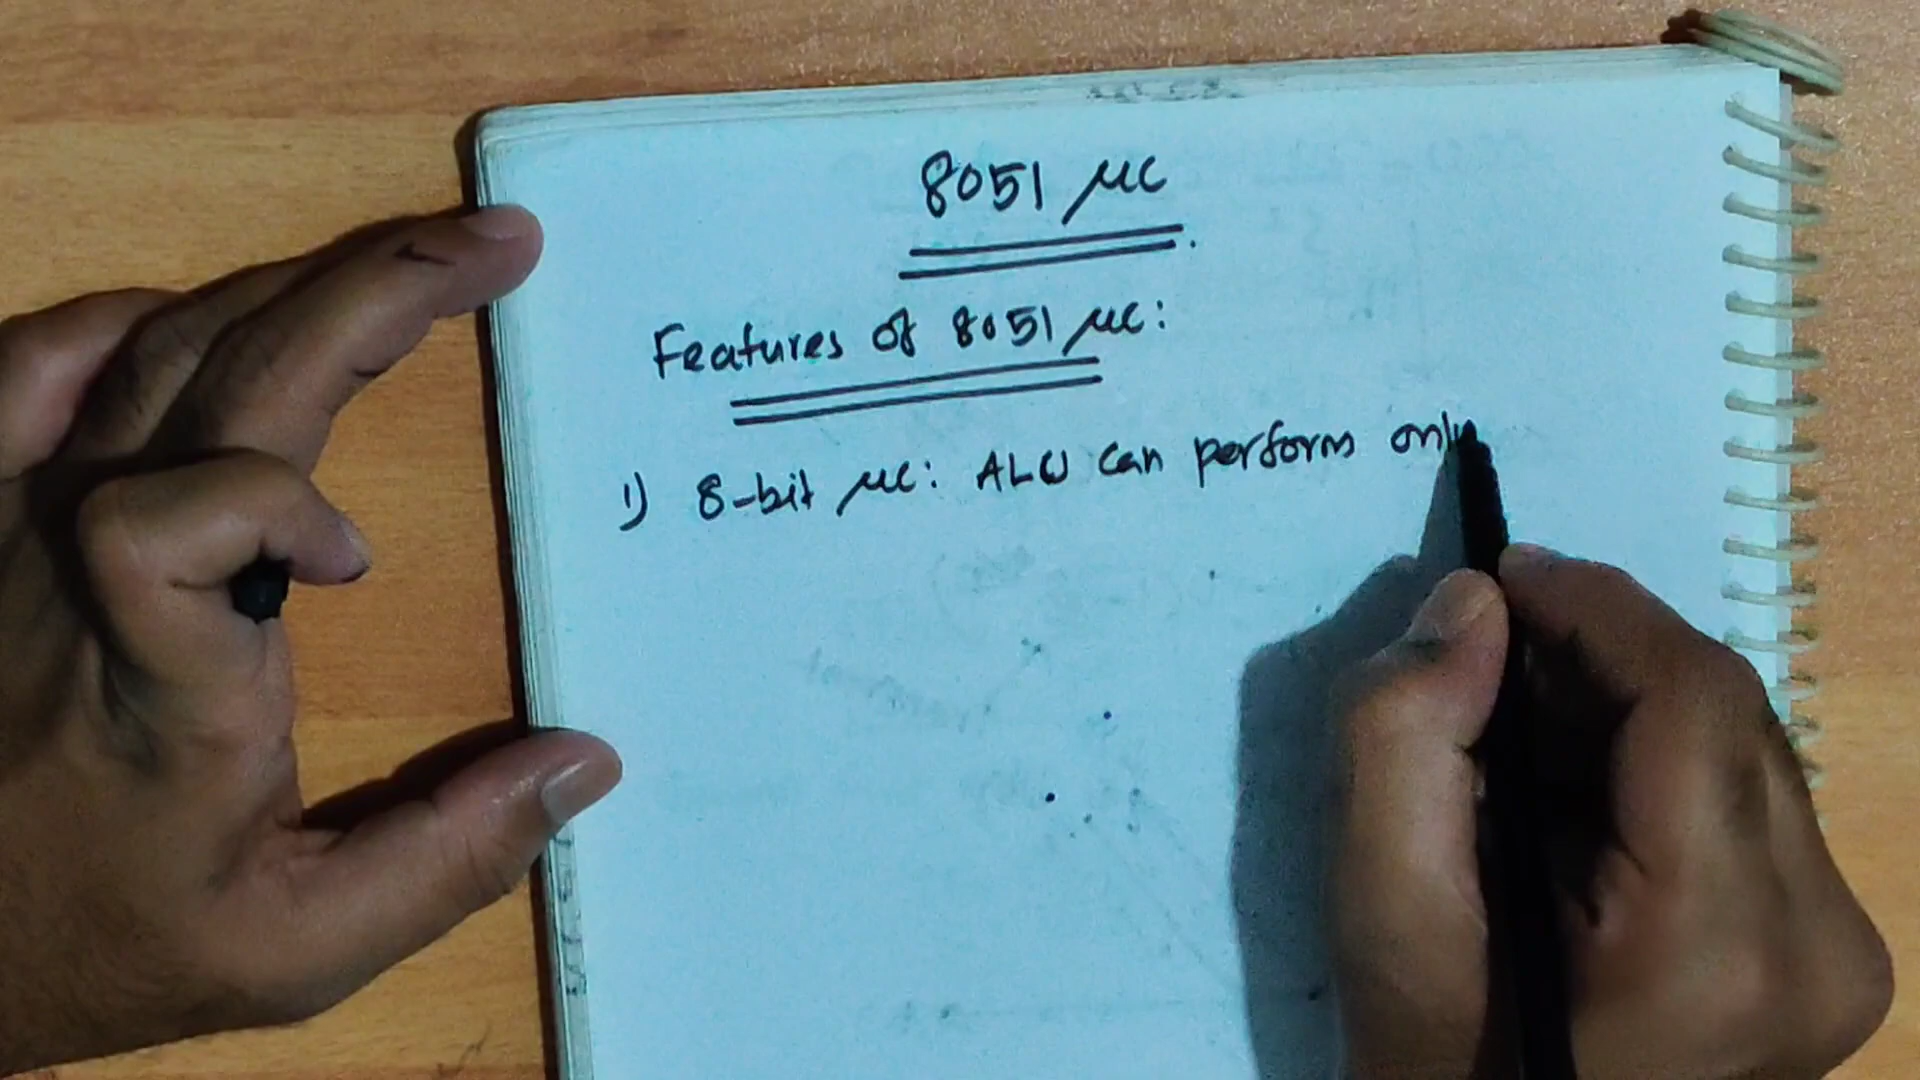 8051 μc
Features of 8051 μc:
1) 8-bit μc: ALU can perform only